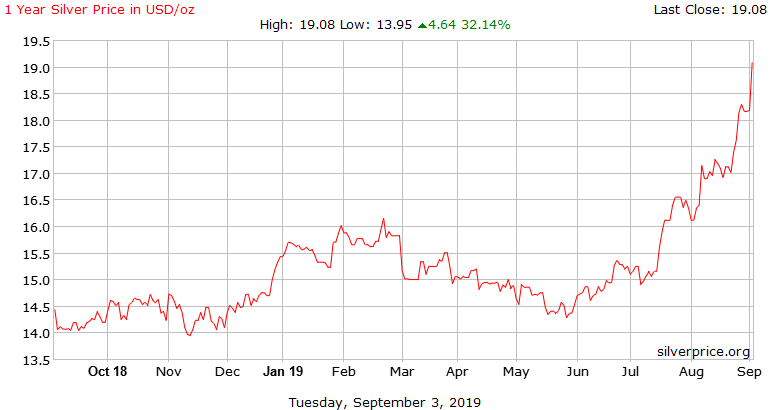 1 Year Silver Price in USD/oz
Last Close: 19.08
High: 19.08 Low: 13.95 ▲4.64 32.14%
19.5
19.0
18.5
18.0
17.5
17.0
16.5
16.0
15.5
15.0
14.5
14.0
13.5
silverprice.org
Oct 18 Nov Dec Jan 19 Feb Mar Apr May Jun Jul Aug Sep
Tuesday, September 3, 2019